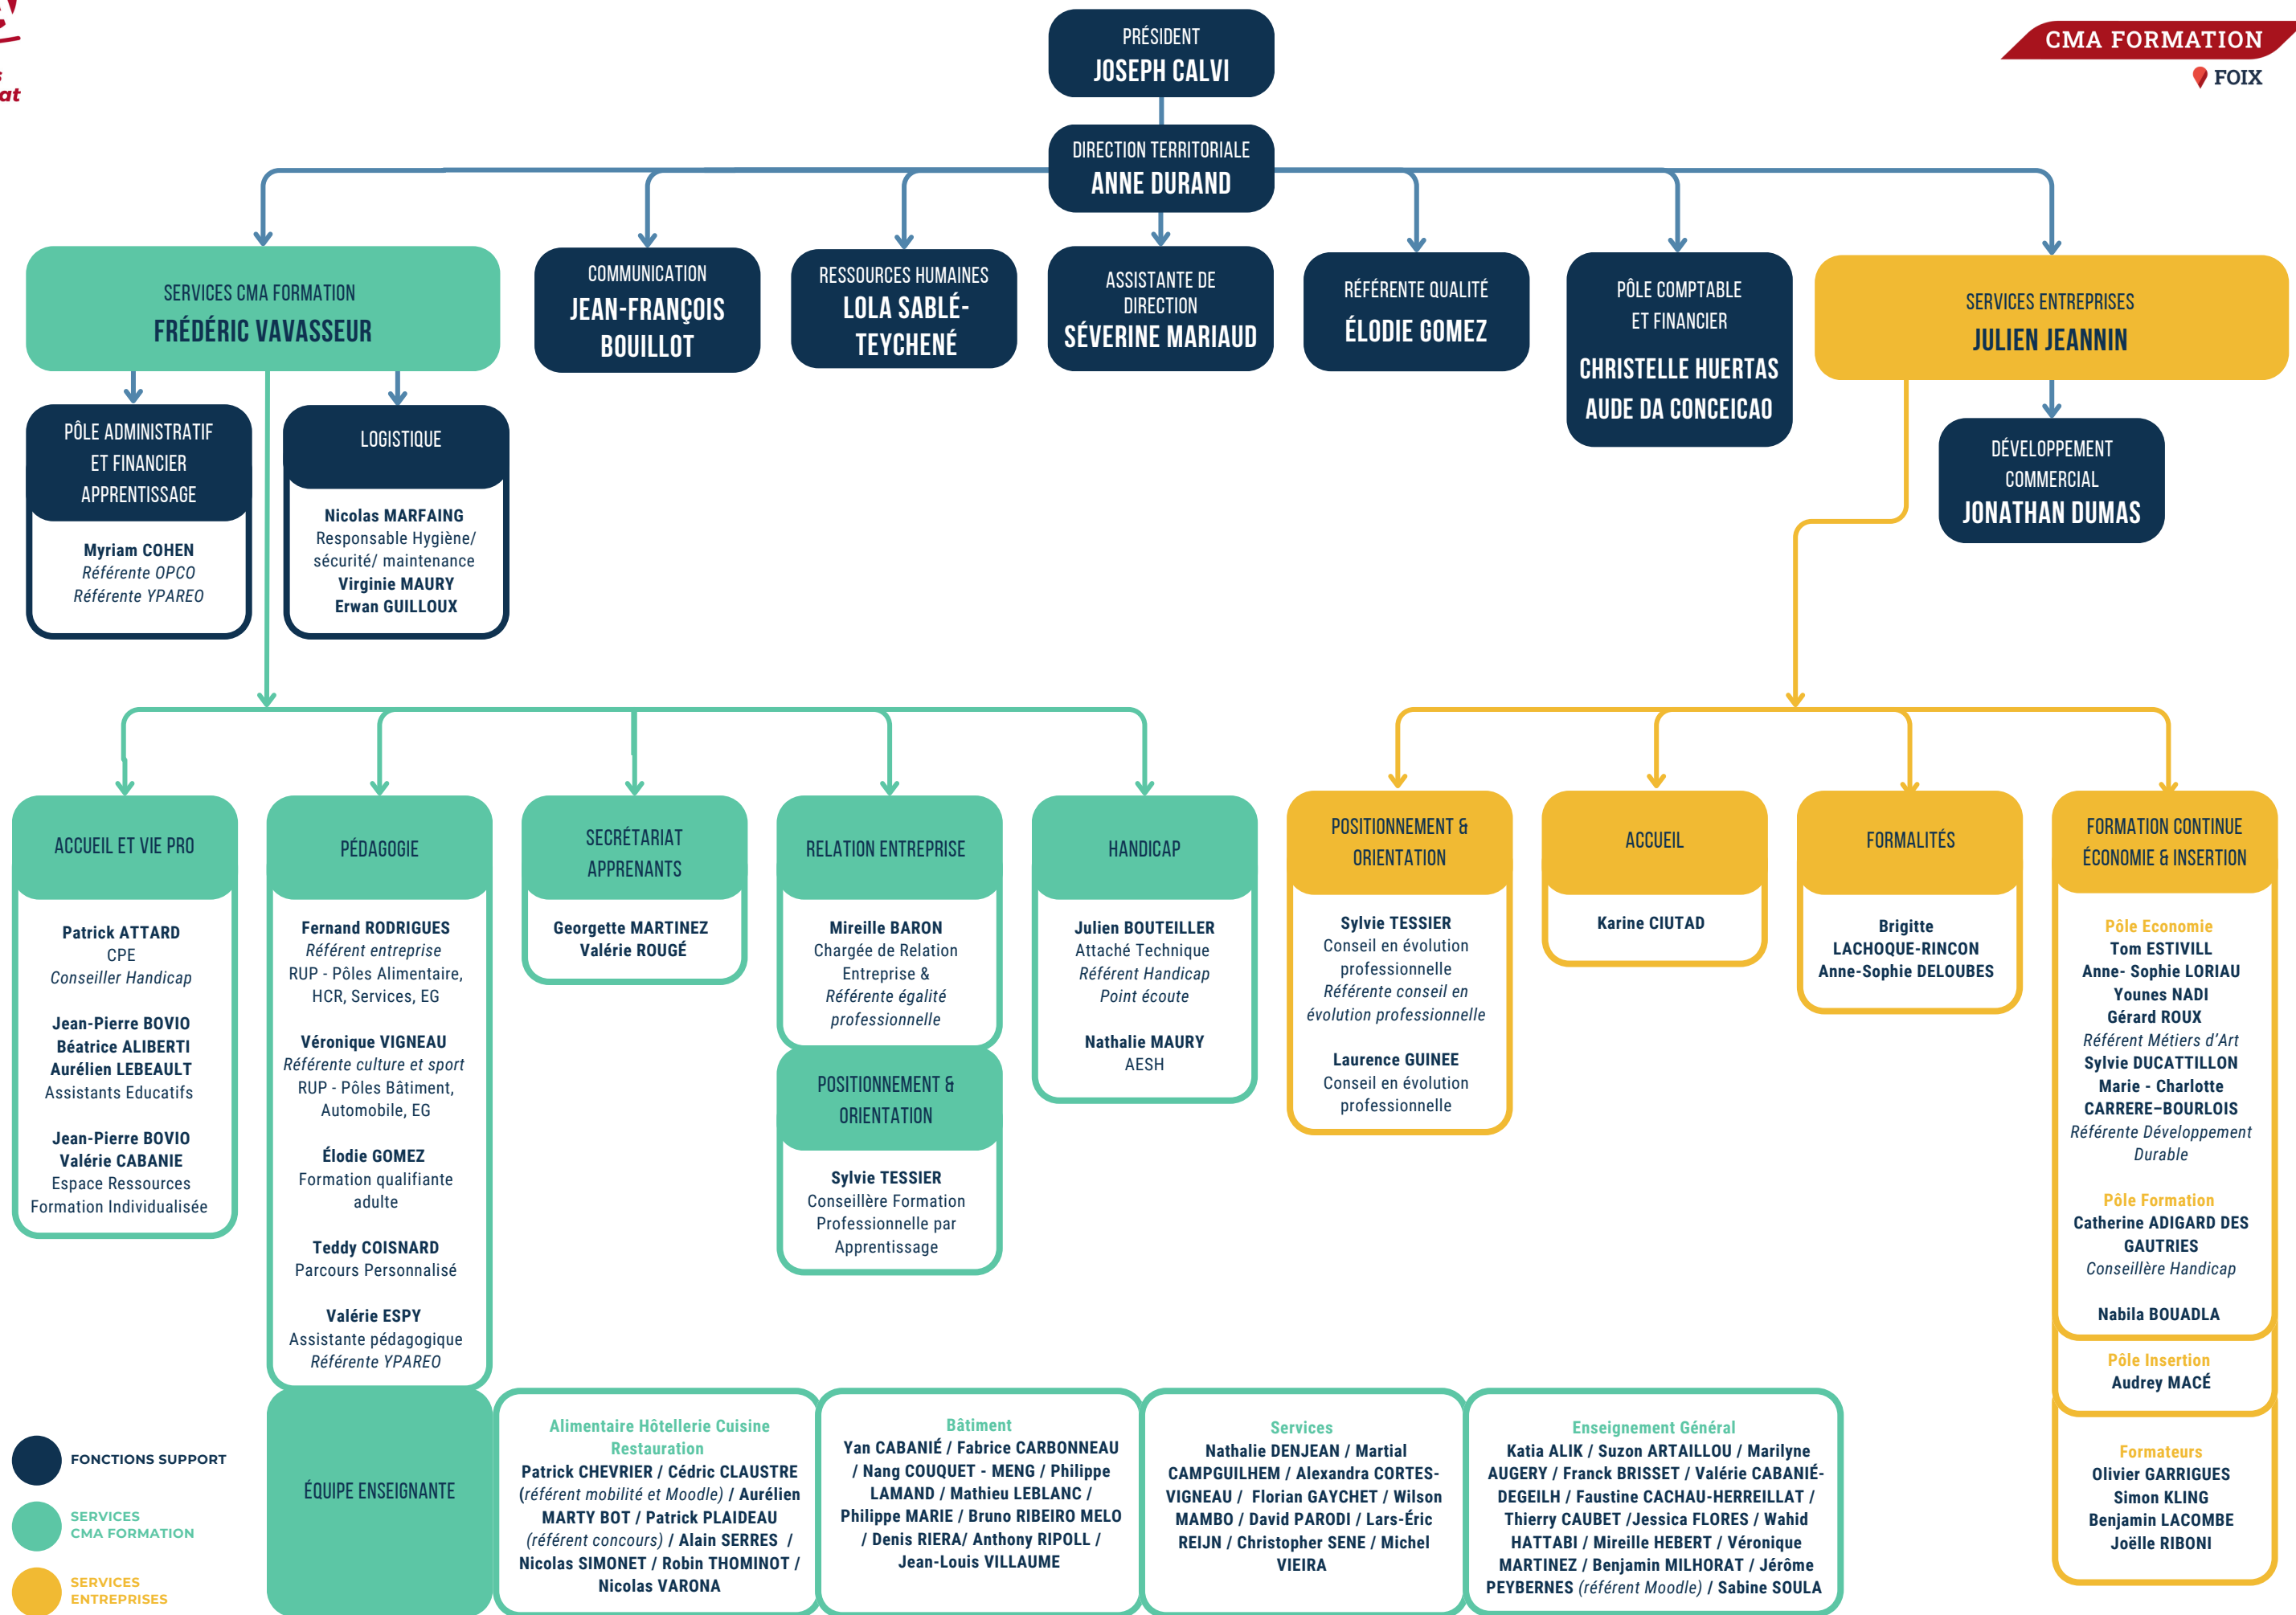 at
CMA FORMATION
FOIX
PRÉSIDENT
JOSEPH CALVI
DIRECTION TERRITORIALE
ANNE DURAND
SERVICES CMA FORMATION
FRÉDÉRIC VAVASSEUR
COMMUNICATION
JEAN-FRANÇOIS
BOUILLOT
RESSOURCES HUMAINES
LOLA SABLÉ-
TEYCHENÉ
ASSISTANTE DE
DIRECTION
SÉVERINE MARIAUD
RÉFÉRENTE QUALITÉ
ÉLODIE GOMEZ
PÔLE COMPTABLE
ET FINANCIER
CHRISTELLE HUERTAS
AUDE DA CONCEICAO
SERVICES ENTREPRISES
JULIEN JEANNIN
PÔLE ADMINISTRATIF
ET FINANCIER
APPRENTISSAGE
Myriam COHEN
Référente OPCO
Référente YPAREO
LOGISTIQUE
Nicolas MARFAING
Responsable Hygiène/
sécurité/ maintenance
Virginie MAURY
Erwan GUILLOUX
DÉVELOPPEMENT
COMMERCIAL
JONATHAN DUMAS
ACCUEIL ET VIE PRO
Patrick ATTARD
CPE
Conseiller Handicap
Jean-Pierre BOVIO
Béatrice ALIBERTI
Aurélien LEBEAULT
Assistants Educatifs
Jean-Pierre BOVIO
Valérie CABANIE
Espace Ressources
Formation Individualisée
PÉDAGOGIE
Fernand RODRIGUES
Référent entreprise
RUP - Pôles Alimentaire,
HCR, Services, EG
Véronique VIGNEAU
Référente culture et sport
RUP - Pôles Bâtiment,
Automobile, EG
Élodie GOMEZ
Formation qualifiante
adulte
Teddy COISNARD
Parcours Personnalisé
Valérie ESPY
Assistante pédagogique
Référente YPAREO
SECRÉTARIAT
APPRENANTS
Georgette MARTINEZ
Valérie ROUGÉ
RELATION ENTREPRISE
Mireille BARON
Chargée de Relation
Entreprise &
Référente égalité
professionnelle
POSITIONNEMENT &
ORIENTATION
Sylvie TESSIER
Conseillère Formation
Professionnelle par
Apprentissage
HANDICAP
Julien BOUTEILLER
Attaché Technique
Référent Handicap
Point écoute
Nathalie MAURY
AESH
POSITIONNEMENT &
ORIENTATION
Sylvie TESSIER
Conseil en évolution
professionnelle
Référente conseil en
évolution professionnelle
Laurence GUINEE
Conseil en évolution
professionnelle
ACCUEIL
Karine CIUTAD
FORMALITÉS
Brigitte
LACHOQUE-RINCON
Anne-Sophie DELOUBES
FORMATION CONTINUE
ÉCONOMIE & INSERTION
Pôle Economie
Tom ESTIVILL
Anne- Sophie LORIAU
Younes NADI
Gérard ROUX
Référent Métiers d'Art
Sylvie DUCATTILLON
Marie - Charlotte
CARRERE–BOURLOIS
Référente Développement
Durable
Pôle Formation
Catherine ADIGARD DES
GAUTRIES
Conseillère Handicap
Nabila BOUADLA
Pôle Insertion
Audrey MACÉ
Formateurs
Olivier GARRIGUES
Simon KLING
Benjamin LACOMBE
Joëlle RIBONI
ÉQUIPE ENSEIGNANTE
Alimentaire Hôtellerie Cuisine
Restauration
Patrick CHEVRIER / Cédric CLAUSTRE
(référent mobilité et Moodle) / Aurélien
MARTY BOT / Patrick PLAIDEAU
(référent concours) / Alain SERRES /
Nicolas SIMONET / Robin THOMINOT /
Nicolas VARONA
Bâtiment
Yan CABANIÉ / Fabrice CARBONNEAU
/ Nang COUQUET - MENG / Philippe
LAMAND / Mathieu LEBLANC /
Philippe MARIE / Bruno RIBEIRO MELO
/ Denis RIERA/ Anthony RIPOLL /
Jean-Louis VILLAUME
Services
Nathalie DENJEAN / Martial
CAMPGUILHEM / Alexandra CORTES-
VIGNEAU / Florian GAYCHET / Wilson
MAMBO / David PARODI / Lars-Éric
REIJN / Christopher SENE / Michel
VIEIRA
Enseignement Général
Katia ALIK / Suzon ARTAILLOU / Marilyne
AUGERY / Franck BRISSET / Valérie CABANIÉ-
DEGEILH / Faustine CACHAU-HERREILLAT /
Thierry CAUBET /Jessica FLORES / Wahid
HATTABI / Mireille HEBERT / Véronique
MARTINEZ / Benjamin MILHORAT / Jérôme
PEYBERNES (référent Moodle) / Sabine SOULA
FONCTIONS SUPPORT
SERVICES
CMA FORMATION
SERVICES
ENTREPRISES